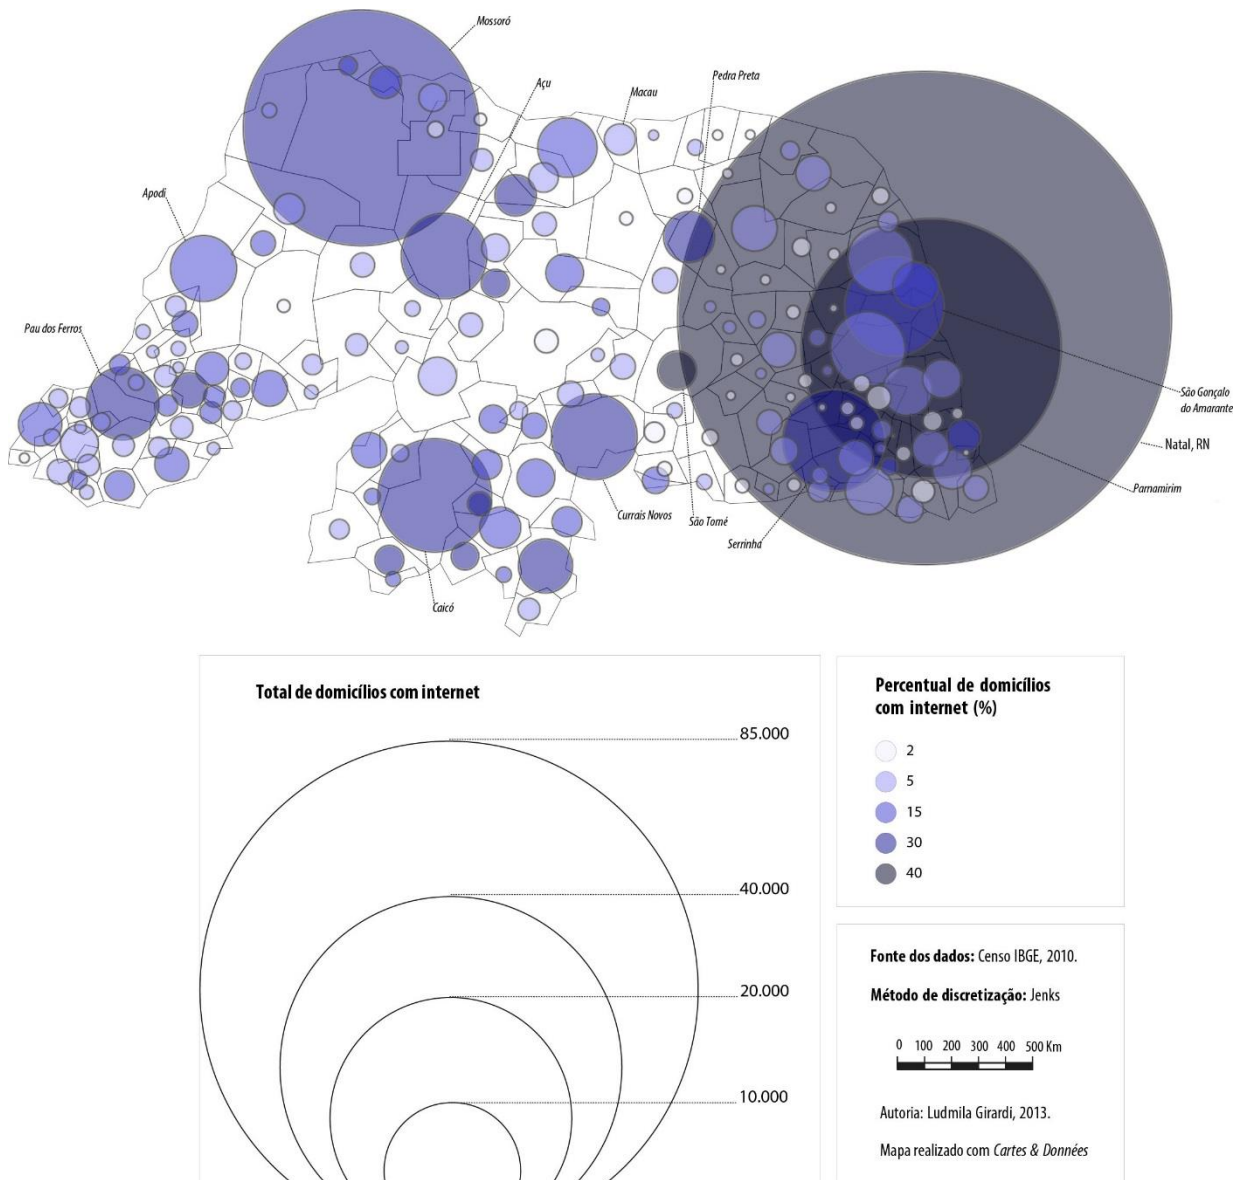 Mossoró
Açu
Macau
Pedra Preta
Apodi
Pau dos Ferros
São Gonçalo
do Amarante
Natal, RN
Parnamirim
Currais Novos
São Tomé
Serrinha
Caicó
Total de domicílios com internet
85.000
40.000
20.000
10.000
Percentual de domicílios
com internet (%)
2
5
15
30
40
Fonte dos dados: Censo IBGE, 2010.
Método de discretização: Jenks
0 100 200 300 400 500 Km
Autoria: Ludmila Girardi, 2013.
Mapa realizado com Cartes & Données